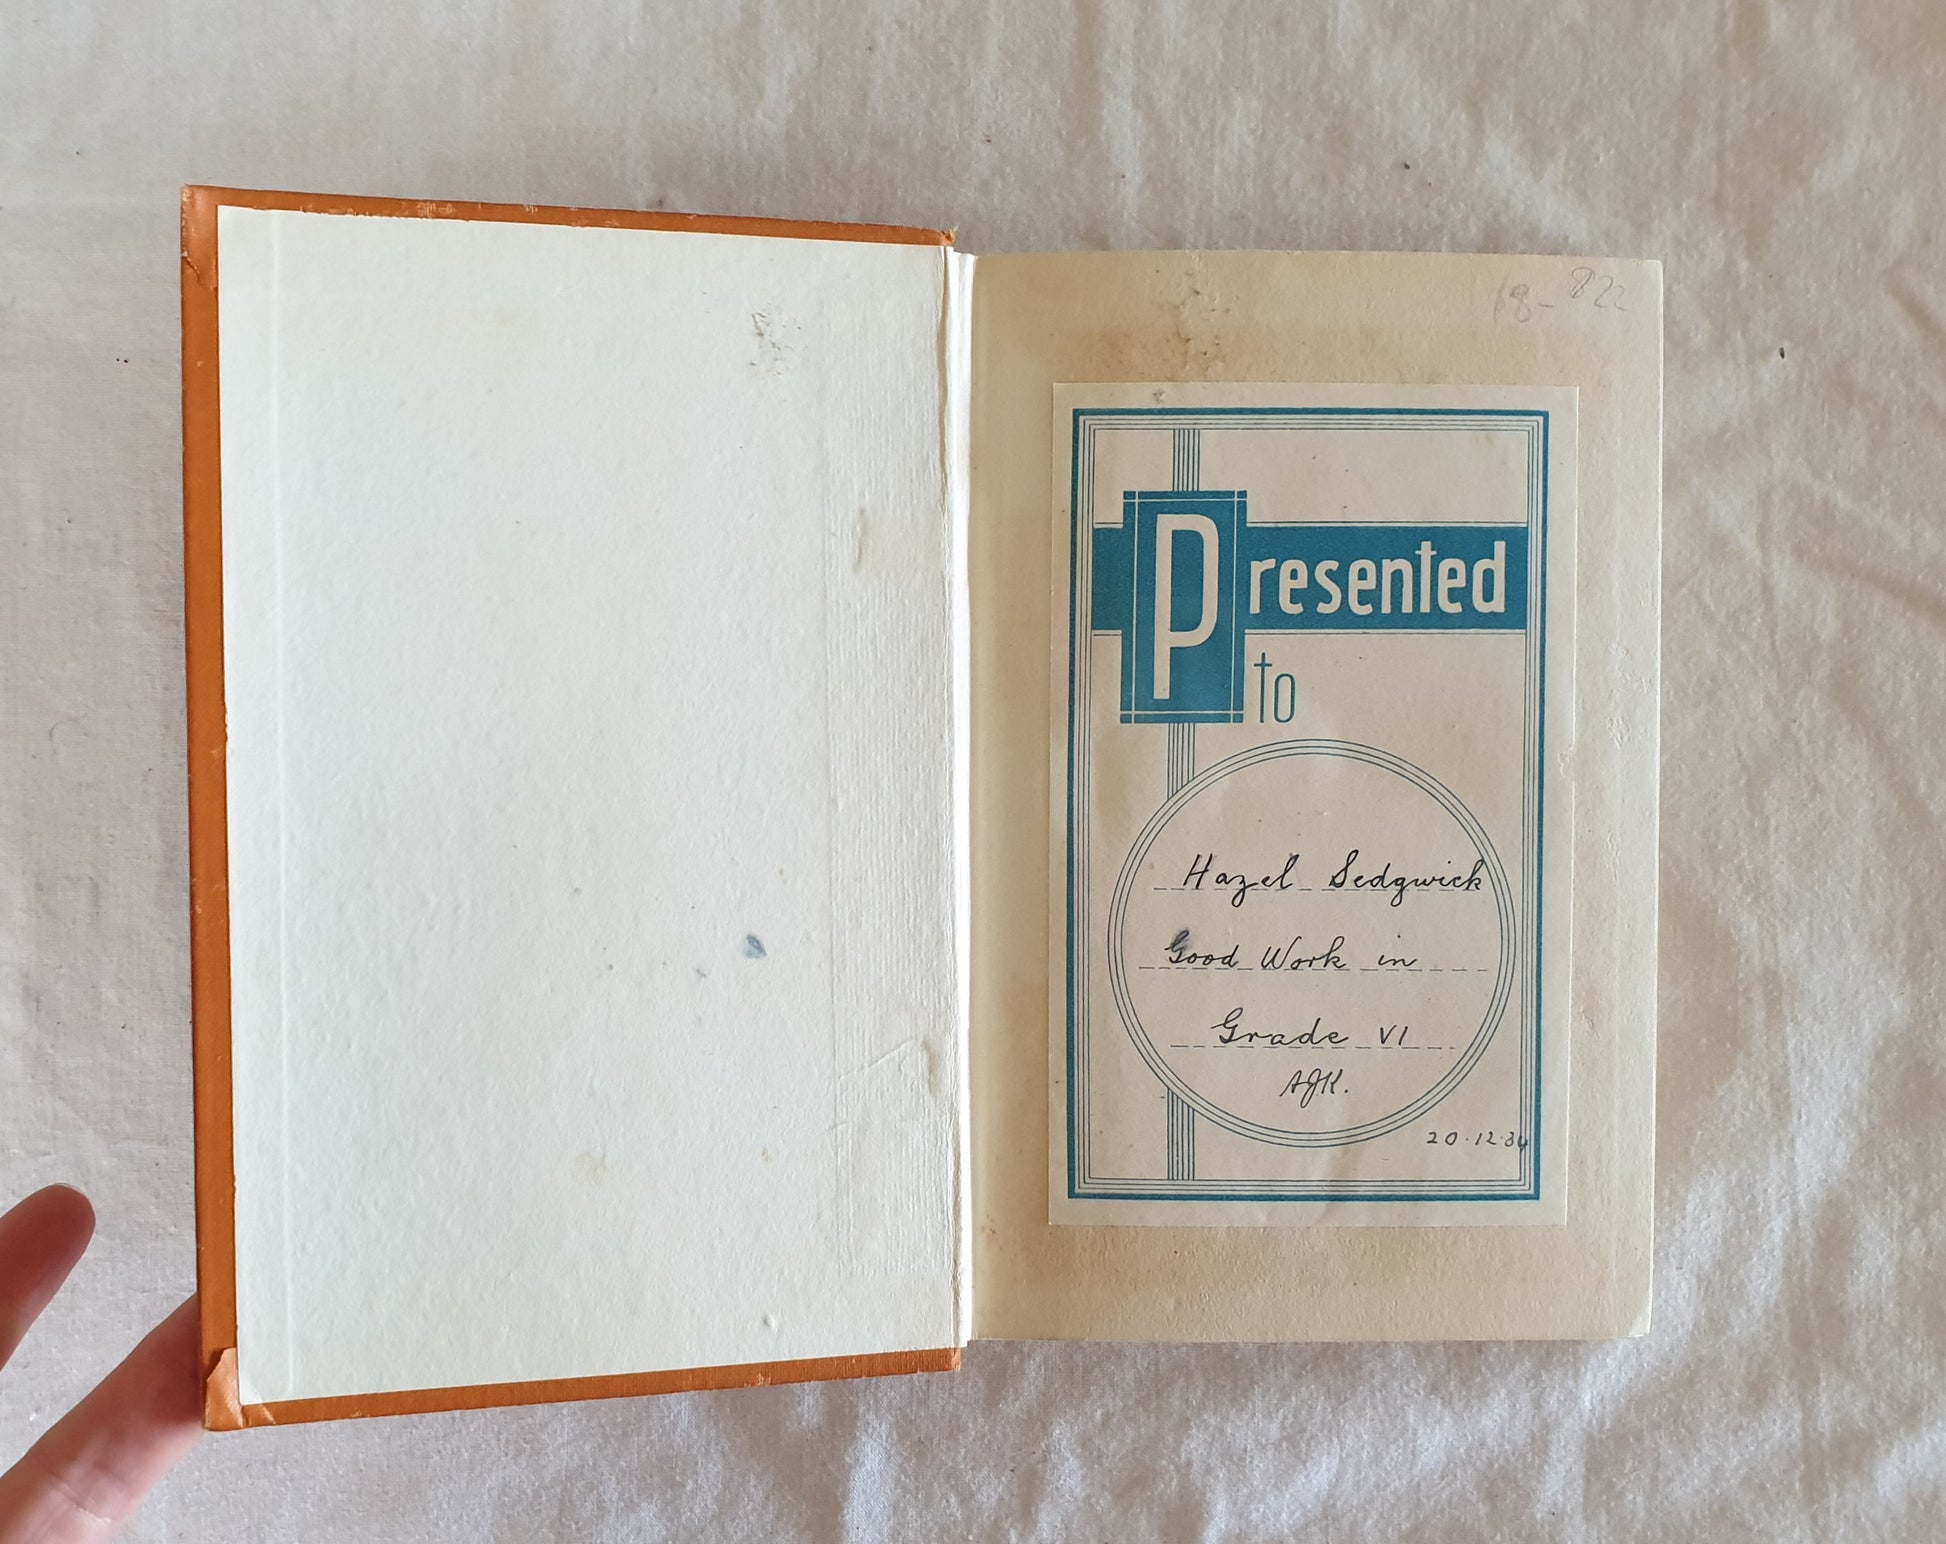 18- 822
Presented
to
Hazel Sedgwick
Good Work in
Grade VI
AJK.
20.12.34